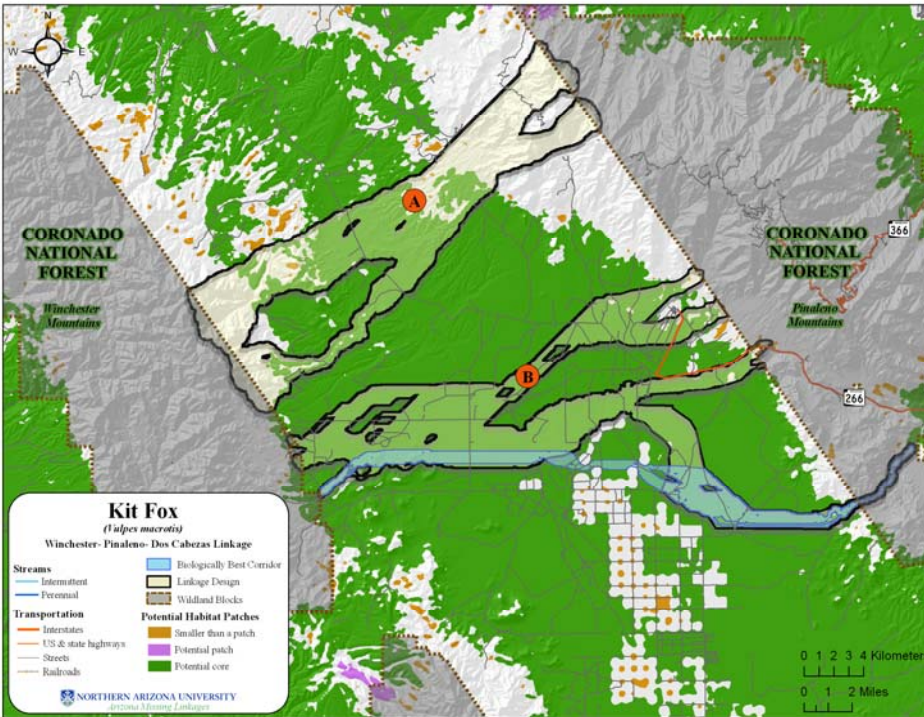 N
W E
S
A
CORONADO
NATIONAL
FOREST
Winchester
Mountains
CORONADO
NATIONAL
FOREST
366
Pinaleno
Mountains
B
266
Kit Fox
(Vulpes macrotis)
Winchester- Pinaleno- Dos Cabezas Linkage
Streams
Intermittent
Perennual
Transportation
Interstates
US & state highways
Streets
Railroads
Biologically Best Corridor
Linkage Design
Wildland Blocks
Potential Habitat Patches
Smaller than a patch
Potential patch
Potential core
NORTHERN ARIZONA UNIVERSITY
Arizona Missing Linkages
0 1 2 3 4 Kilometer
0 1 2 Miles